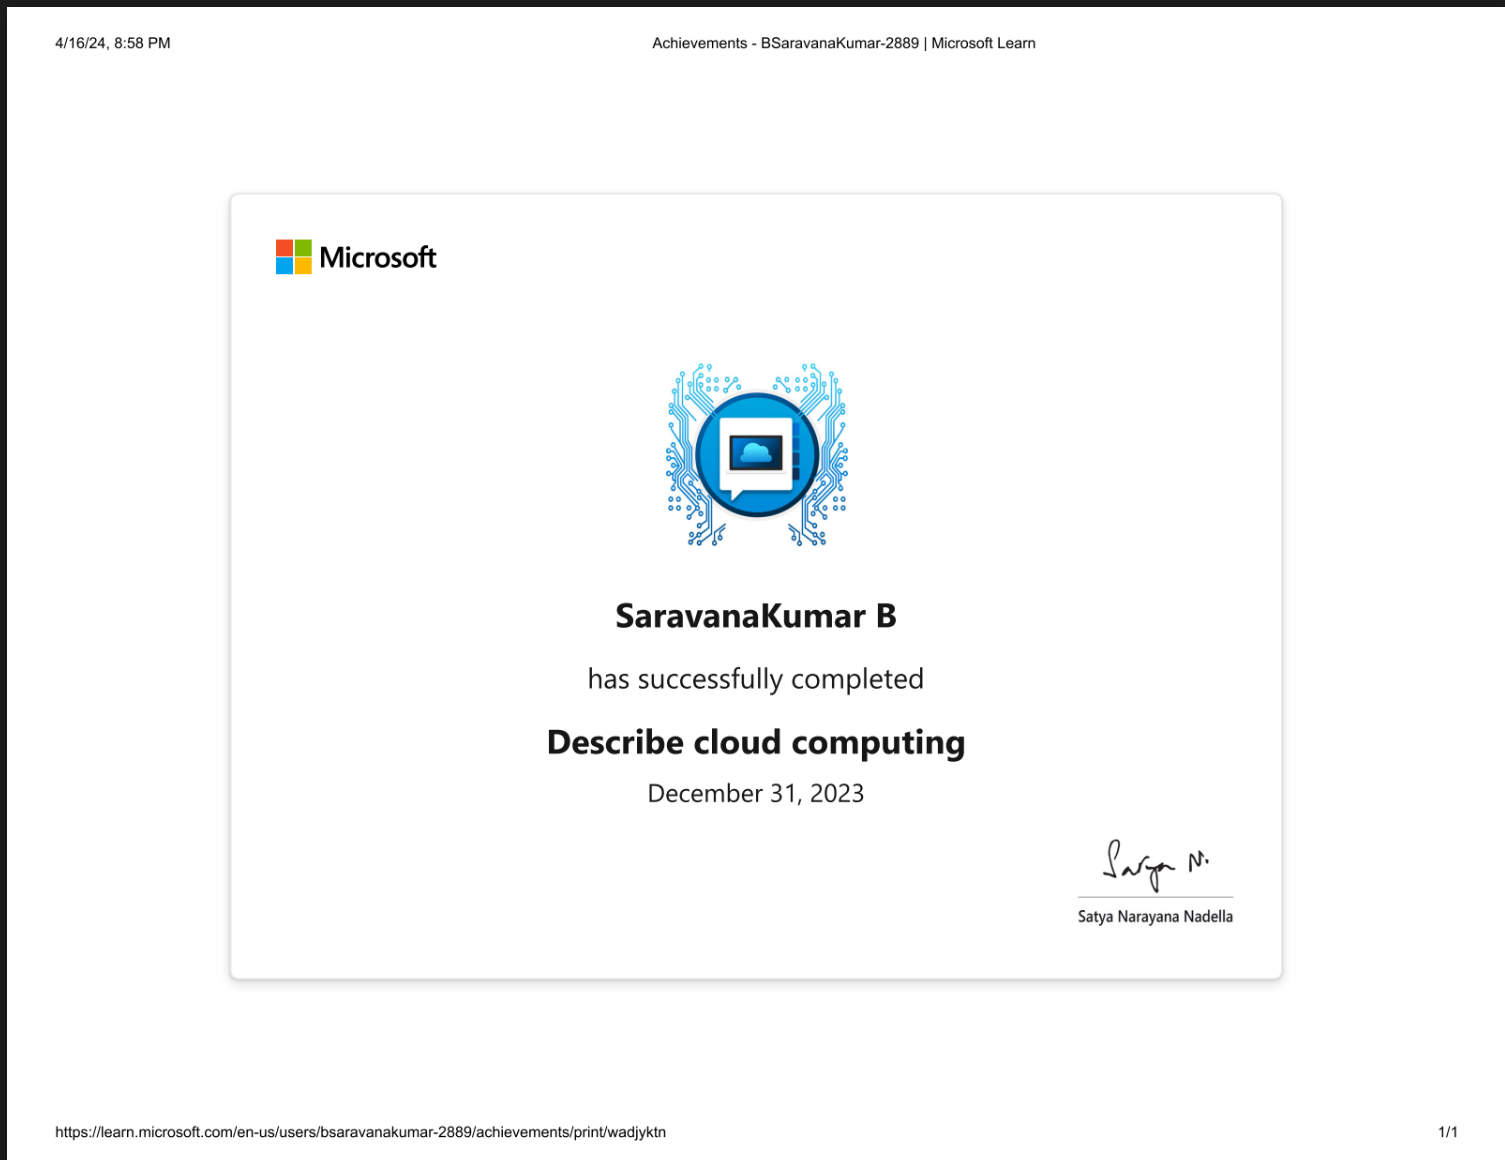 4/16/24, 8:58 PM
Achievements - BSaravanaKumar-2889 | Microsoft Learn
Microsoft
SaravanaKumar B
has successfully completed
Describe cloud computing
December 31, 2023
Satya N.
Satya Narayana Nadella
https://learn.microsoft.com/en-us/users/bsaravanakumar-2889/achievements/print/wadjyktn
1/1